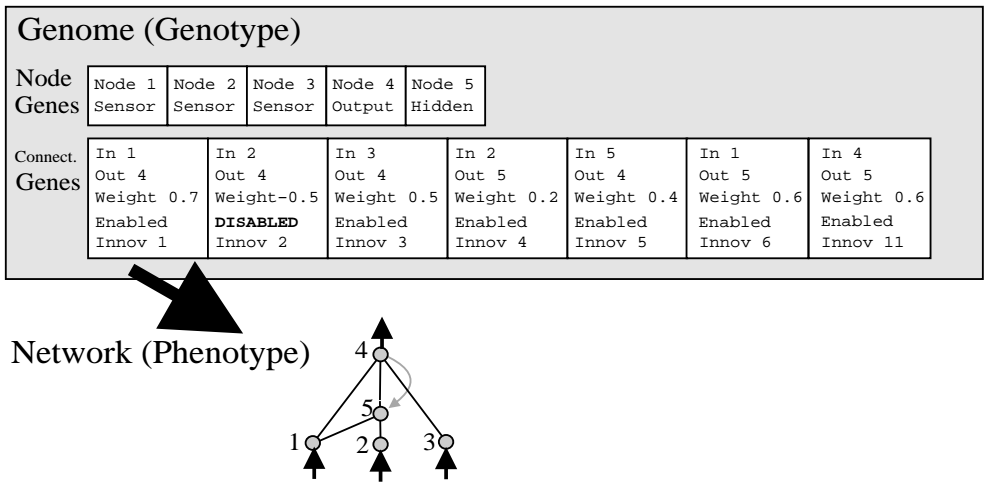 Genome (Genotype)
Node Genes
Node 1 Node 2 Node 3 Node 4 Node 5
Sensor Sensor Sensor Output Hidden
Connect. Genes
In 1 In 2 In 3 In 2 In 5 In 1 In 4
Out 4 Out 4 Out 4 Out 5 Out 4 Out 5 Out 5
Weight 0.7 Weight-0.5 Weight 0.5 Weight 0.2 Weight 0.4 Weight 0.6 Weight 0.6
Enabled DISABLED Enabled Enabled Enabled Enabled Enabled
Innov 1 Innov 2 Innov 3 Innov 4 Innov 5 Innov 6 Innov 11
Network (Phenotype)
4
5
1 2 3